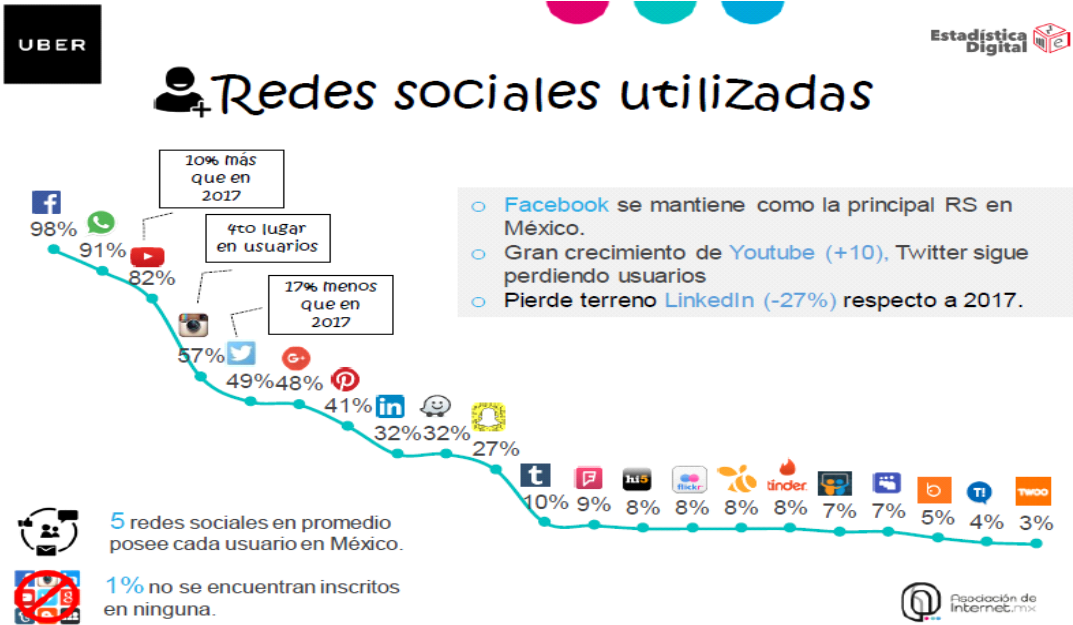 UBER
Estadística
Digital
Redes sociales utilizadas
10% más
que en
2017
4to lugar
en usuarios
17% menos
que en
2017
98%
91%
82%
57%
49%
48%
41%
32%
32%
27%
10%
9%
8%
8%
8%
8%
7%
7%
5%
4%
3%
hi5
flickr
tinder
TWOO
Facebook se mantiene como la principal RS en
México.
Gran crecimiento de Youtube (+10), Twitter sigue
perdiendo usuarios
Pierde terreno LinkedIn (-27%) respecto a 2017.
5 redes sociales en promedio
posee cada usuario en México.
1% no se encuentran inscritos
en ninguna.
Asociación de
Internet.mx